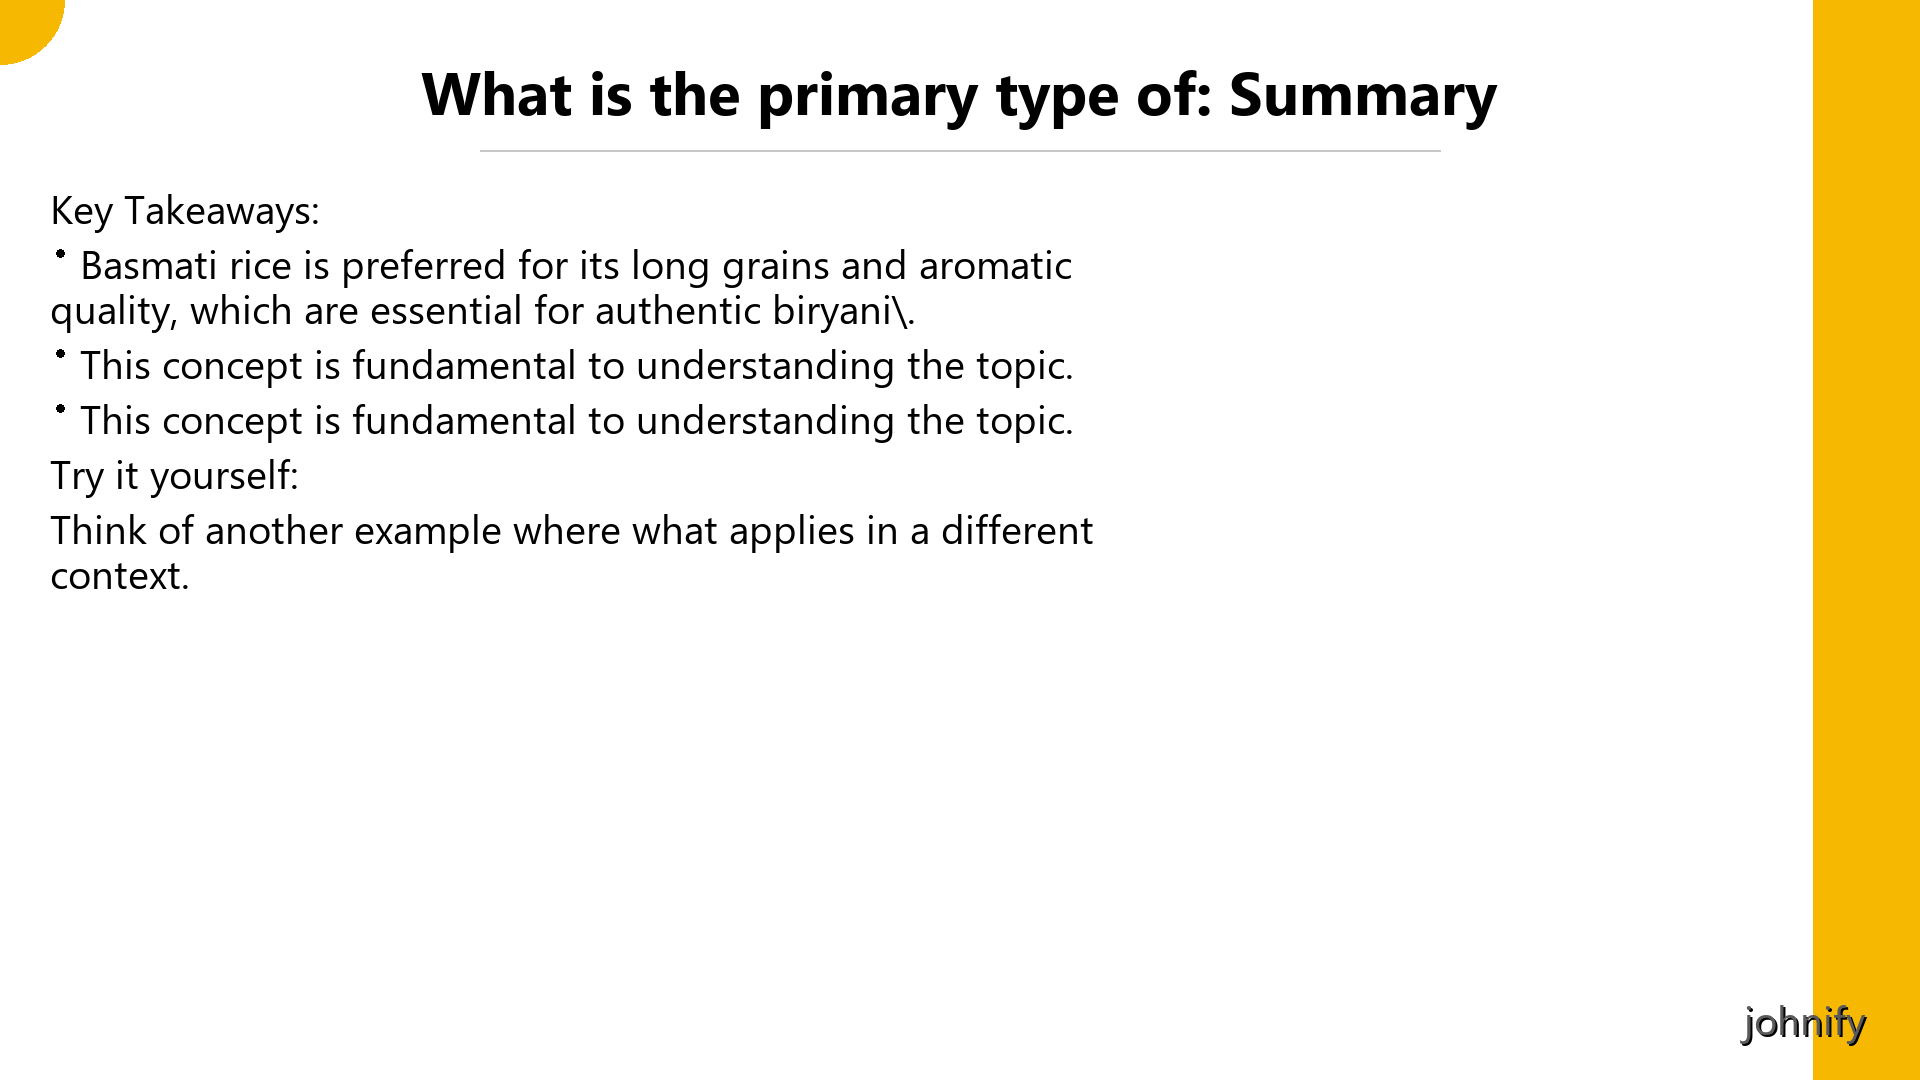 What is the primary type of: Summary
Key Takeaways:
• Basmati rice is preferred for its long grains and aromatic
quality, which are essential for authentic biryani\.
• This concept is fundamental to understanding the topic.
• This concept is fundamental to understanding the topic.
Try it yourself:
Think of another example where what applies in a different
context.
johnify